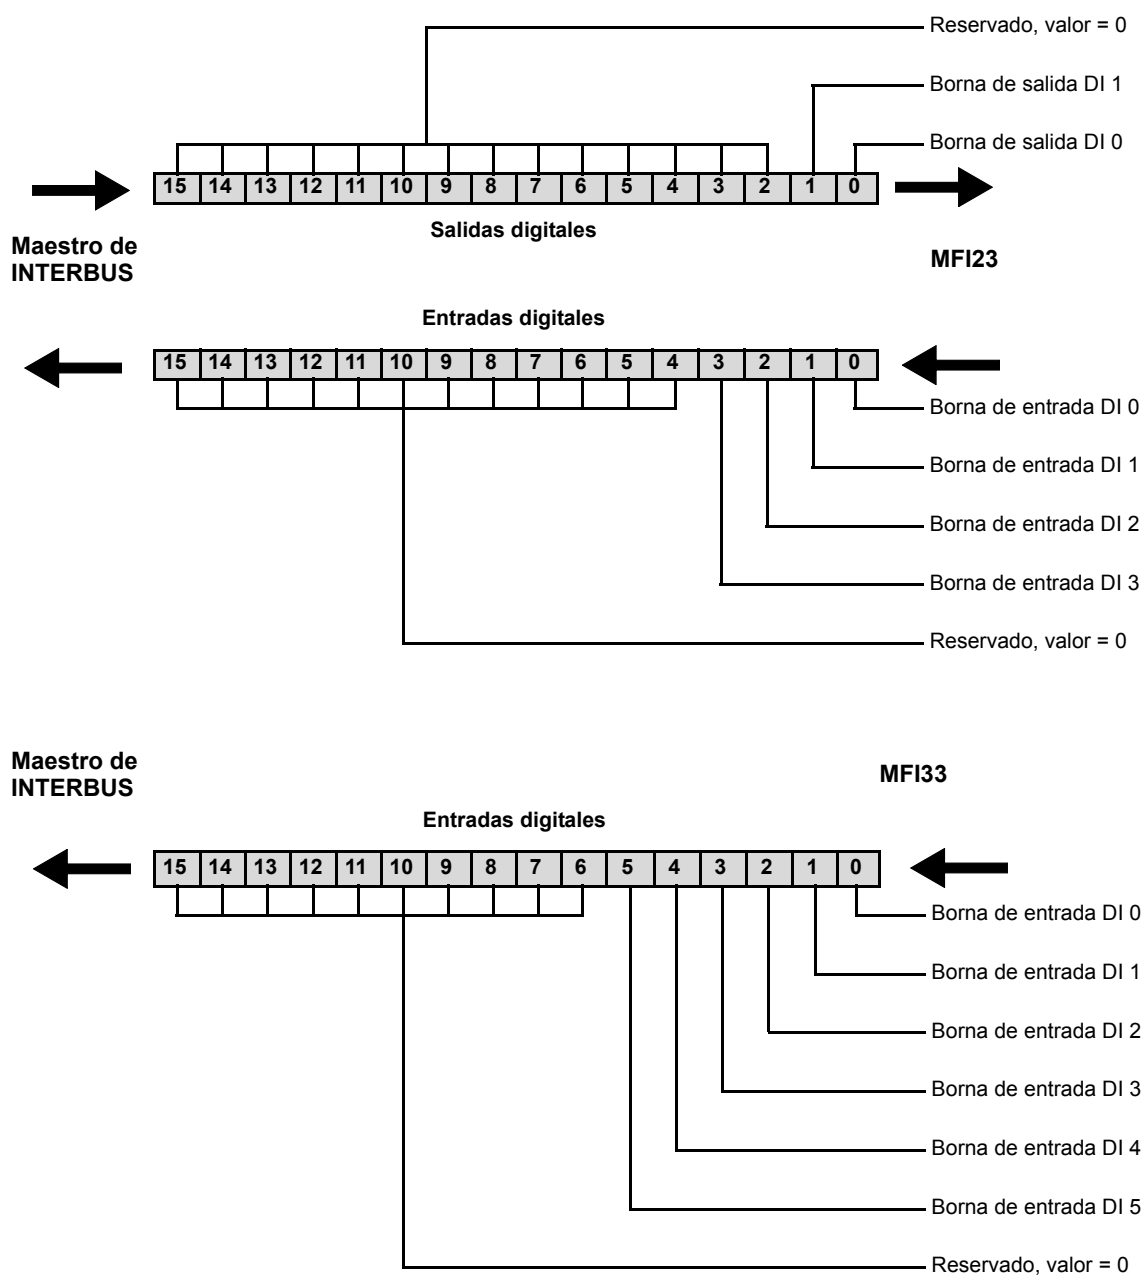 Reservado, valor = 0
Borna de salida DI 1
Borna de salida DI 0
15 14 13 12 11 10 9 8 7 6 5 4 3 2 1 0
Salidas digitales
Maestro de
INTERBUS
MFI23
Entradas digitales
15 14 13 12 11 10 9 8 7 6 5 4 3 2 1 0
Borna de entrada DI 0
Borna de entrada DI 1
Borna de entrada DI 2
Borna de entrada DI 3
Reservado, valor = 0
Maestro de
INTERBUS
MFI33
Entradas digitales
15 14 13 12 11 10 9 8 7 6 5 4 3 2 1 0
Borna de entrada DI 0
Borna de entrada DI 1
Borna de entrada DI 2
Borna de entrada DI 3
Borna de entrada DI 4
Borna de entrada DI 5
Reservado, valor = 0